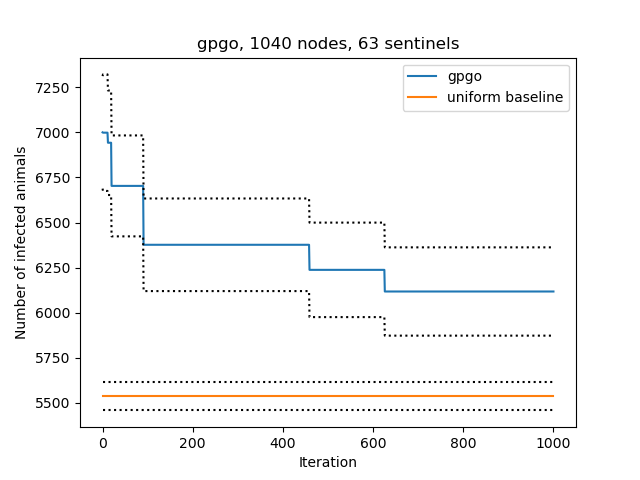 gpgo, 1040 nodes, 63 sentinels
gpgo
uniform baseline
Number of infected animals
7250
7000
6750
6500
6250
6000
5750
5500
0 200 400 600 800 1000
Iteration